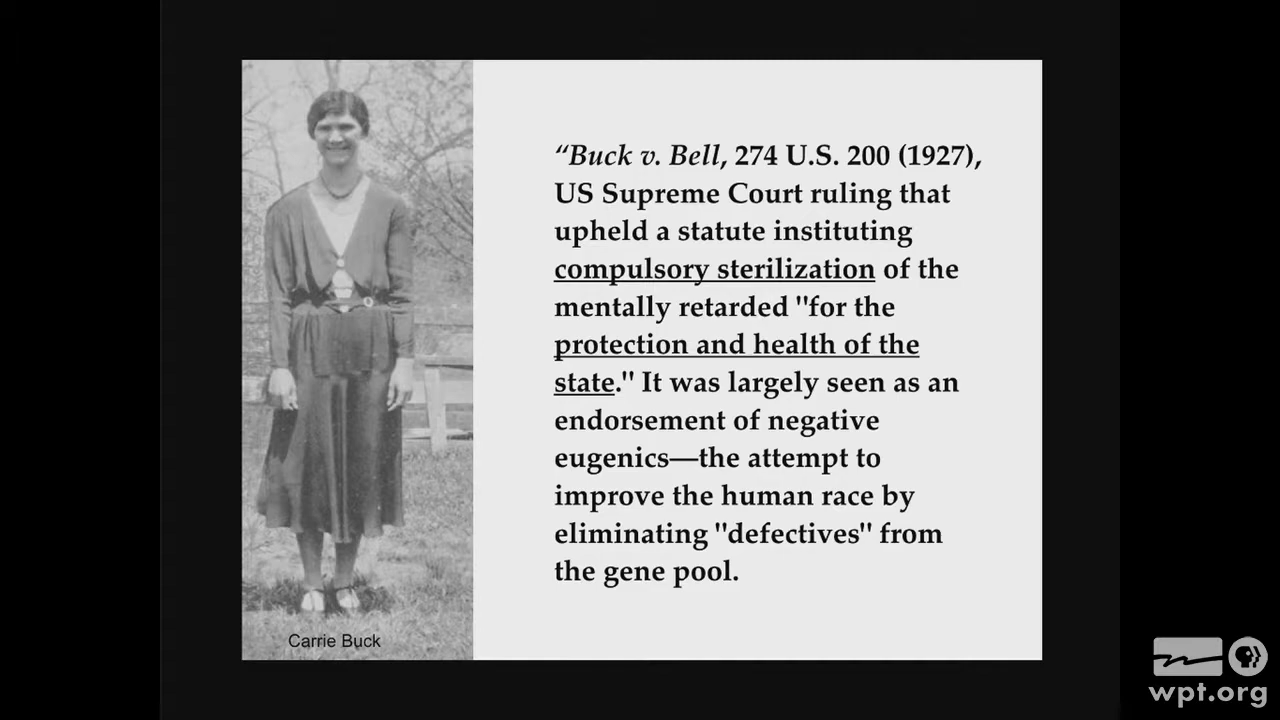 “Buck v. Bell, 274 U.S. 200 (1927),
US Supreme Court ruling that
upheld a statute instituting
compulsory sterilization of the
mentally retarded "for the
protection and health of the
state." It was largely seen as an
endorsement of negative
eugenics—the attempt to
improve the human race by
eliminating "defectives" from
the gene pool.
Carrie Buck
wpt.org